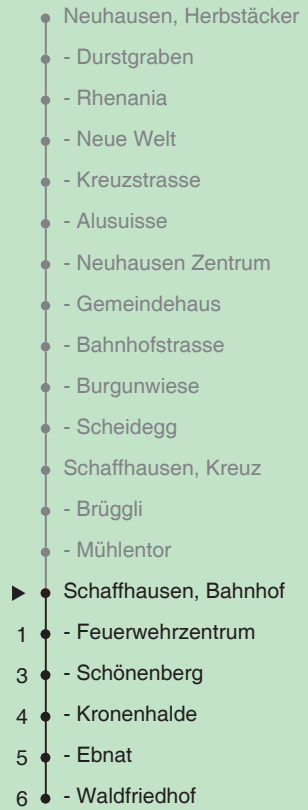 Neuhausen, Herbstäcker
- Durstgraben
- Rhenania
- Neue Welt
- Kreuzstrasse
- Alusuisse
- Neuhausen Zentrum
- Gemeindehaus
- Bahnhofstrasse
- Burgunwiese
- Scheidegg
Schaffhausen, Kreuz
- Brüggli
- Mühlentor
Schaffhausen, Bahnhof
1 - Feuerwehrzentrum
3 - Schönenberg
4 - Kronenhalde
5 - Ebnat
6 - Waldfriedhof